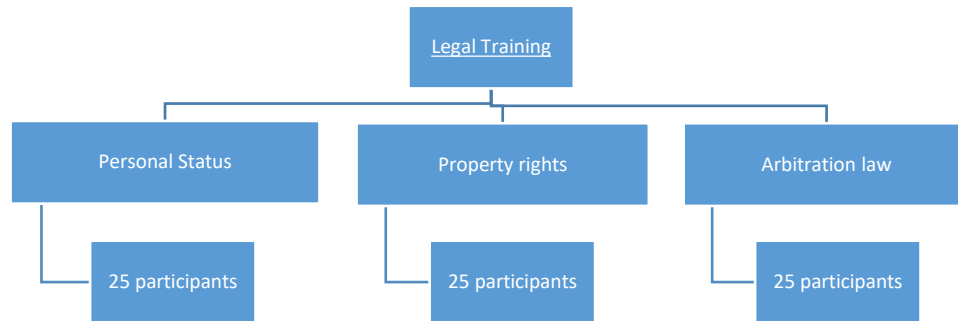 Legal Training
Personal Status
Property rights
Arbitration law
25 participants
25 participants
25 participants